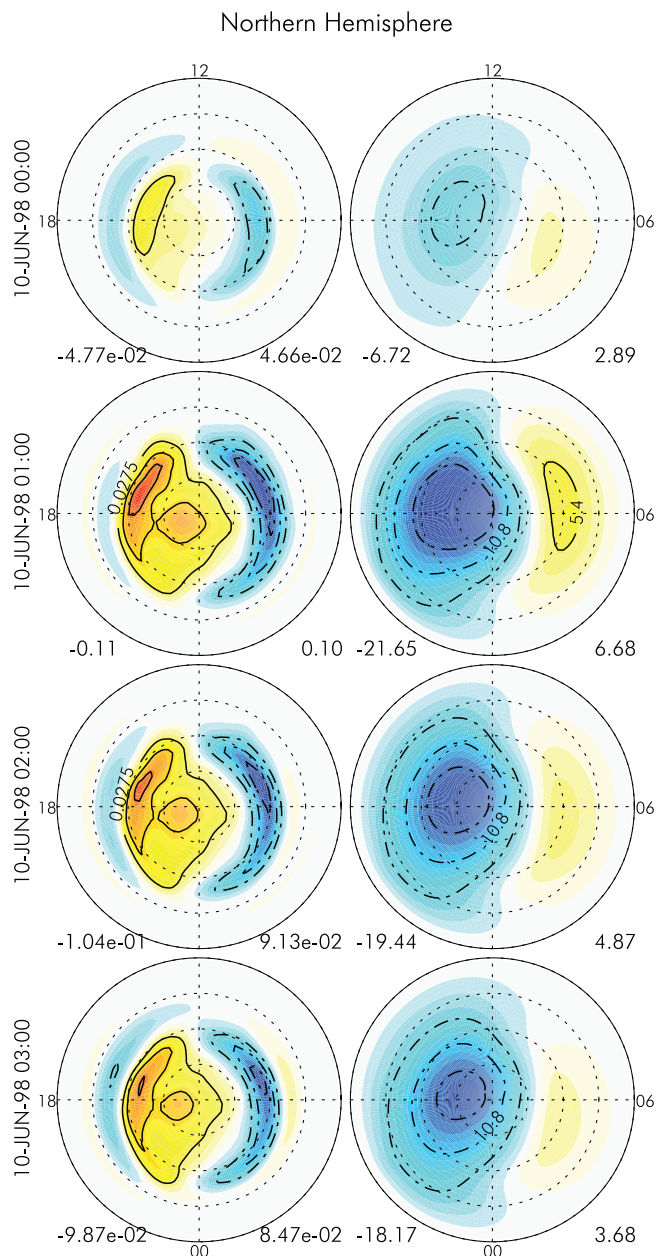 Northern Hemisphere
12 12
10-JUN-98 00:00
18 06
-4.77e-02 4.66e-02 -6.72 2.89
10-JUN-98 01:00
0.0275
5.4
18 06
10.8
-0.11 0.10 -21.65 6.68
10-JUN-98 02:00
0.0275
18 06
10.8
-1.04e-01 9.13e-02 -19.44 4.87
10-JUN-98 03:00
18 06
10.8
-9.87e-02 8.47e-02 -18.17 3.68
00 00